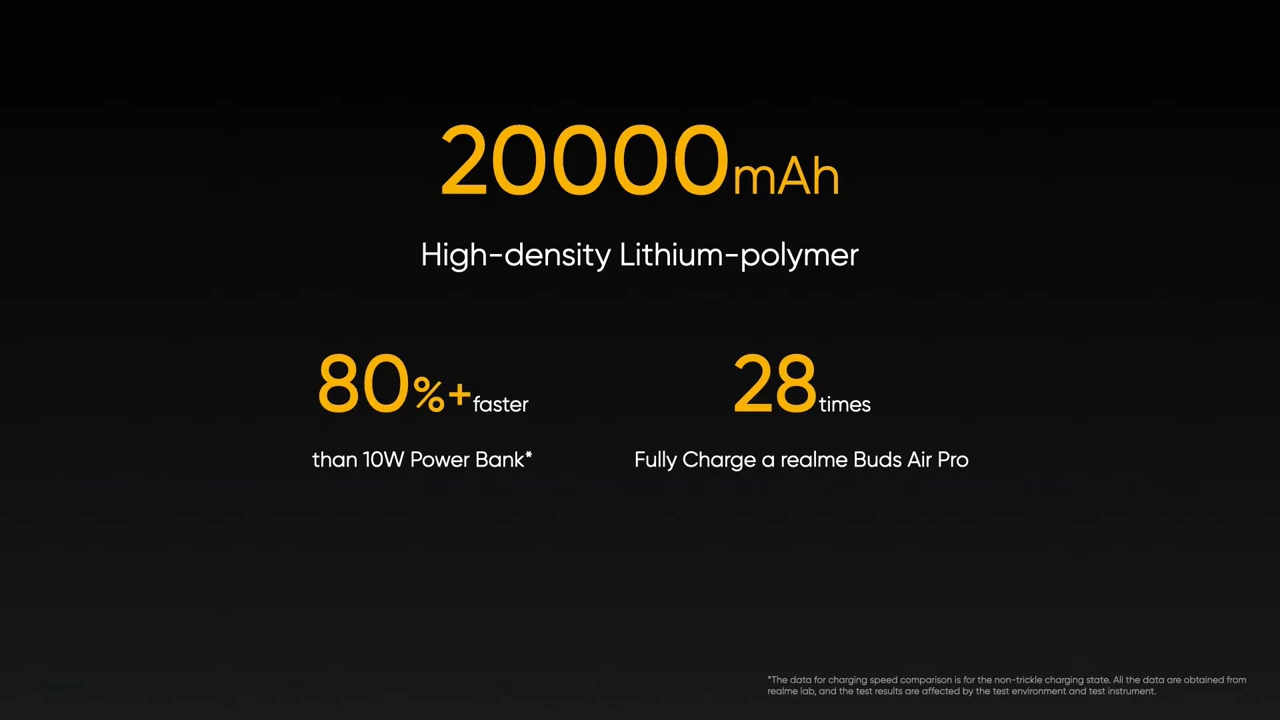 20000mAh
High-density Lithium-polymer
80%+faster
than 10W Power Bank*
28times
Fully Charge a realme Buds Air Pro
*The data for charging speed comparison is for the non-trickle charging state. All the data are obtained from
realme lab, and the test results are affected by the test environment and test instrument.